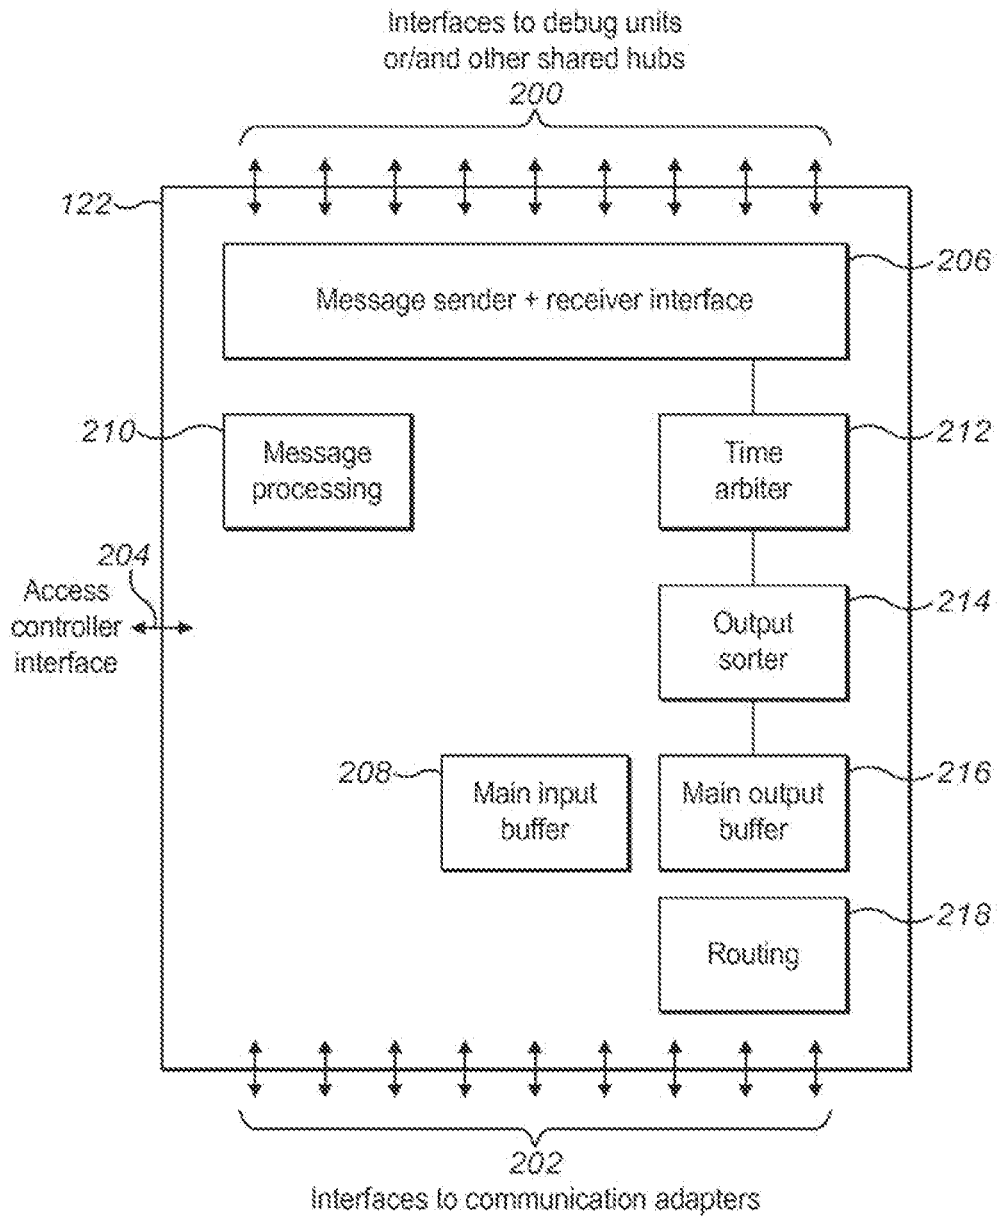 Interfaces to debug units
or/and other shared hubs
200
122
206
Message sender + receiver interface
210
Message
processing
212
Time
arbiter
204
Access
controller
interface
214
Output
sorter
208
Main input
buffer
216
Main output
buffer
218
Routing
202
Interfaces to communication adapters